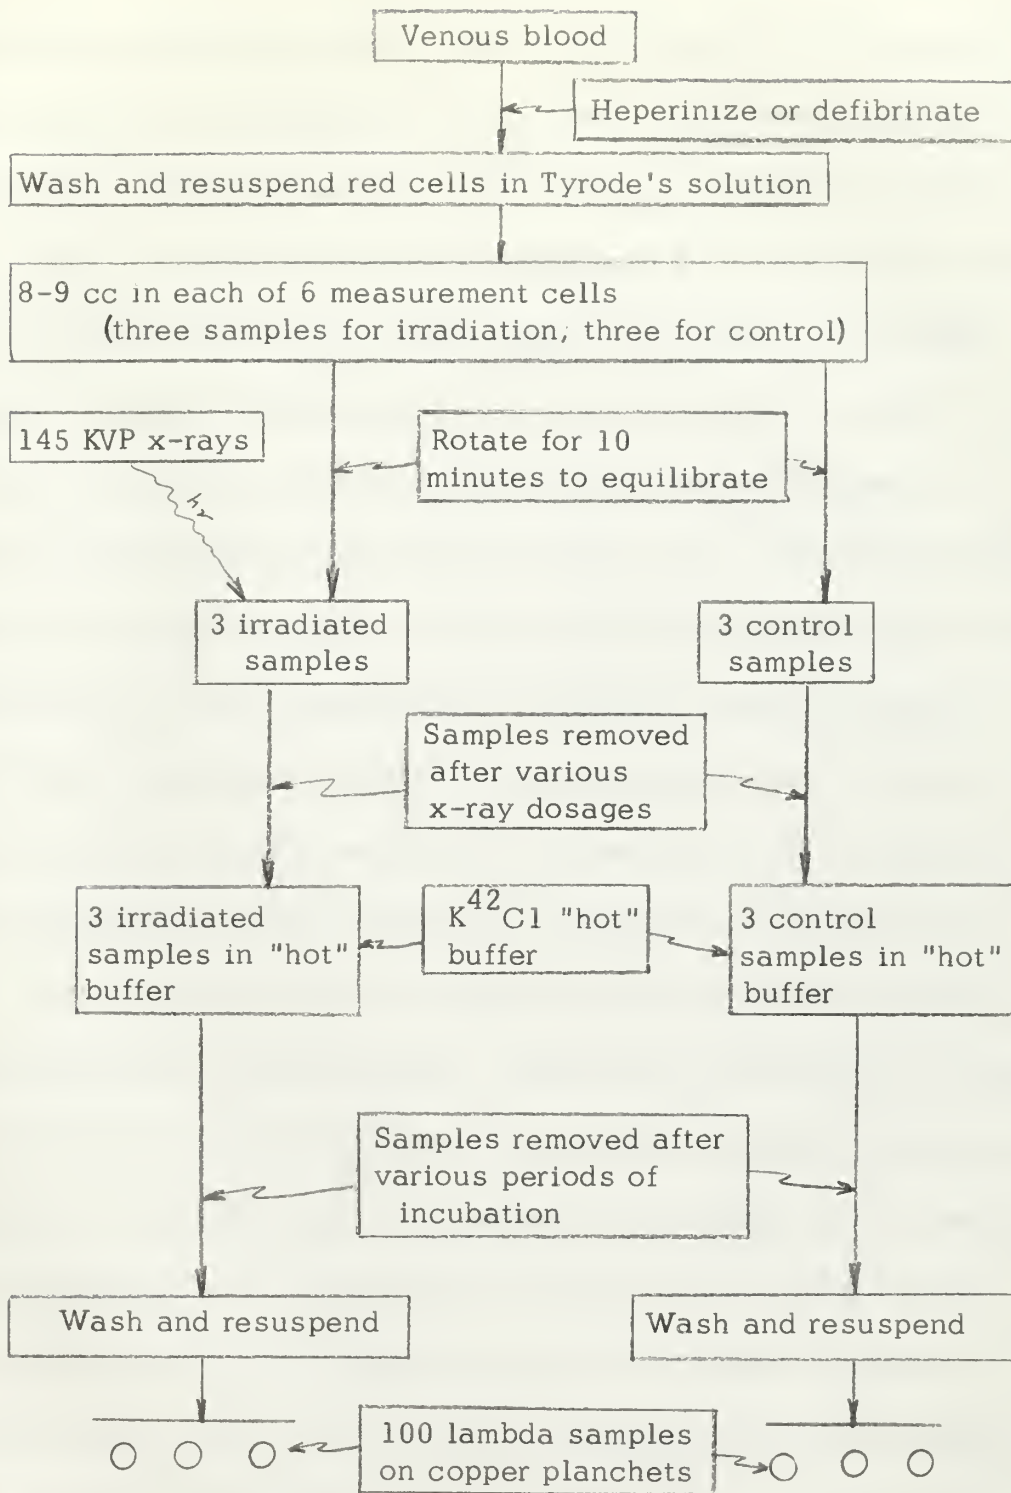 Venous blood
Heperinize or defibrinate
Wash and resuspend red cells in Tyrode's solution
8-9 cc in each of 6 measurement cells
(three samples for irradiation, three for control)
145 KVP x-rays
Rotate for 10
minutes to equilibrate
3 irradiated
samples
3 control
samples
Samples removed
after various
x-ray dosages
3 irradiated
samples in "hot"
buffer
K42Cl "hot"
buffer
3 control
samples in "hot"
buffer
Samples removed after
various periods of
incubation
Wash and resuspend
Wash and resuspend
100 lambda samples
on copper planchets